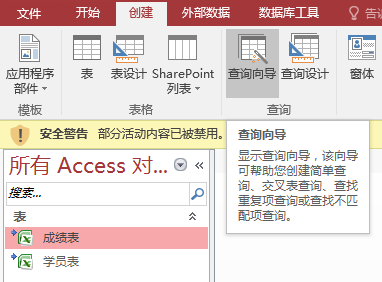 文件 开始 创建 外部数据 数据库工具 告
应用程序
部件
表 表设计 SharePoint
列表
查询向导 查询设计 窗体
模板 表格 查询
安全警告 部分活动内容已被禁用。
查询向导
显示查询向导，该向导
可帮助您创建简单查
询、交叉表查询、查找
重复项查询或查找不匹
配项查询。
所有 Access 对...
搜索...
表
成绩表
学员表